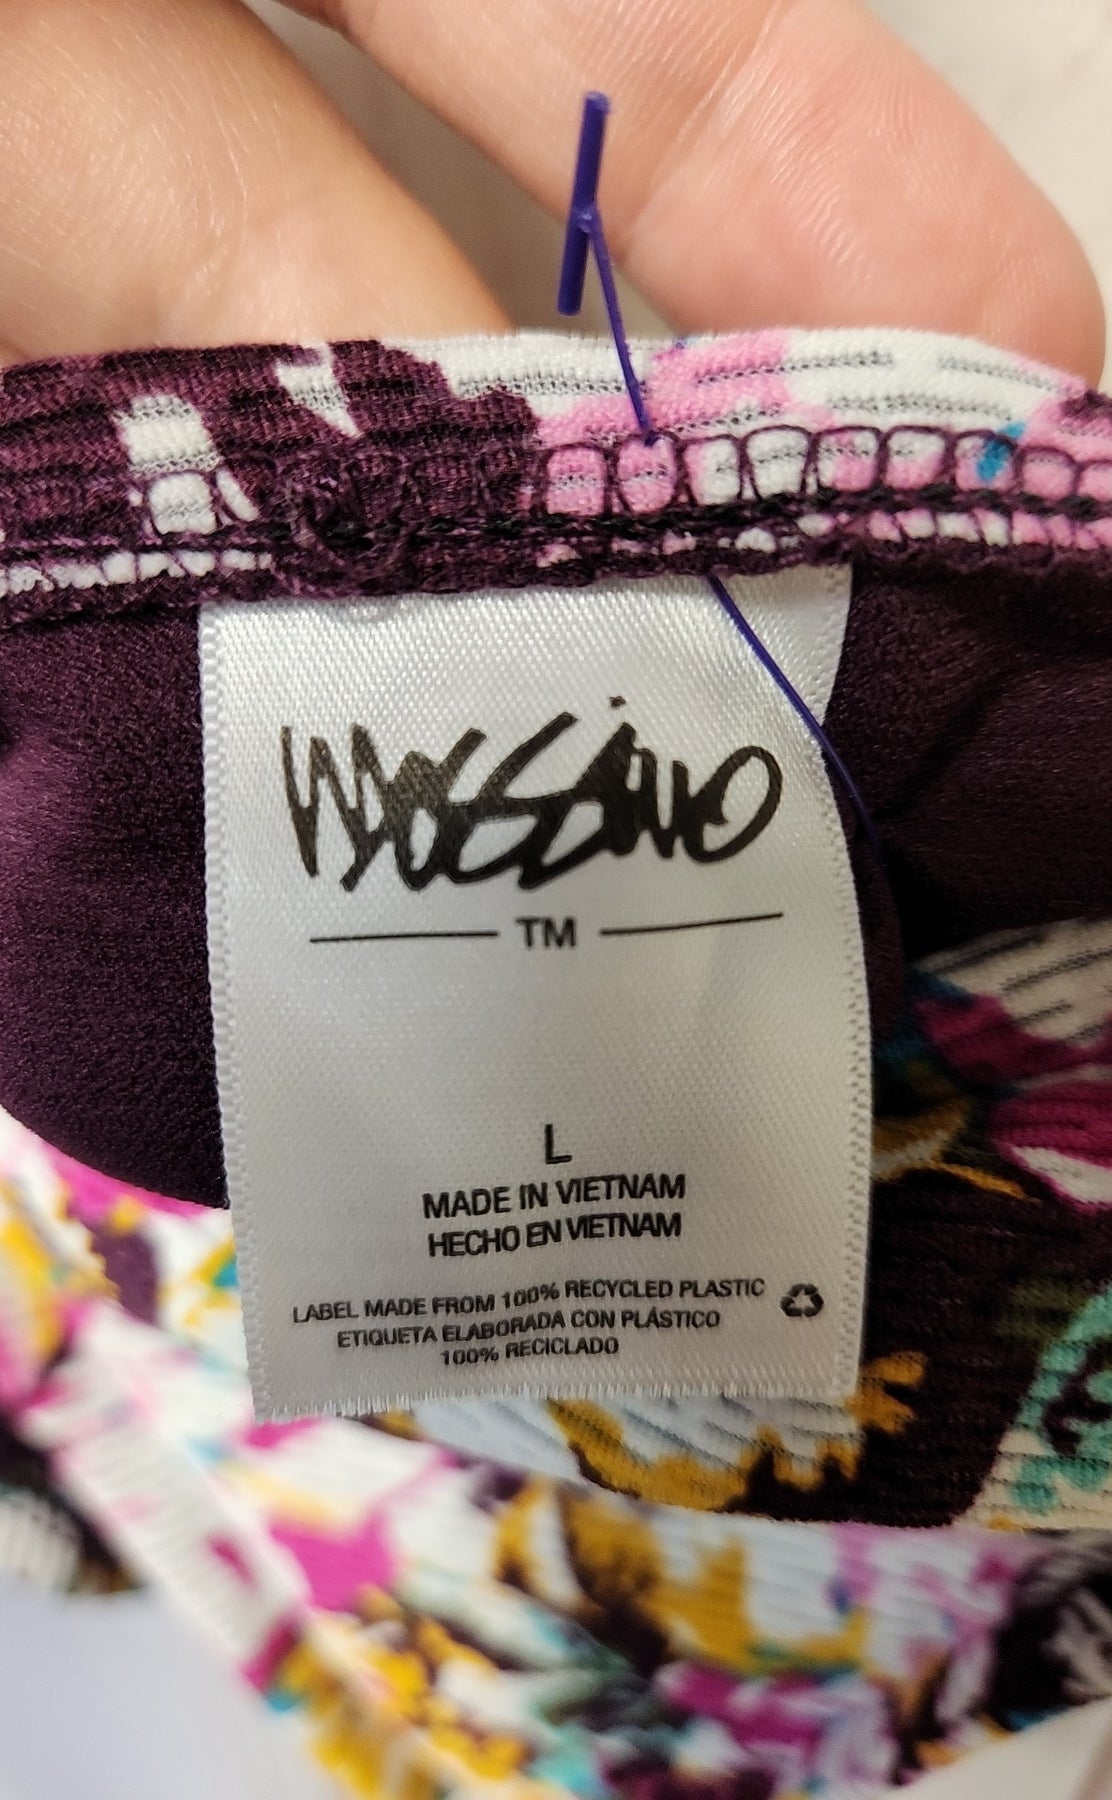 Mossimo
TM
L
MADE IN VIETNAM
HECHO EN VIETNAM
LABEL MADE FROM 100% RECYCLED PLASTIC
ETIQUETA ELABORADA CON PLÁSTICO
100% RECICLADO